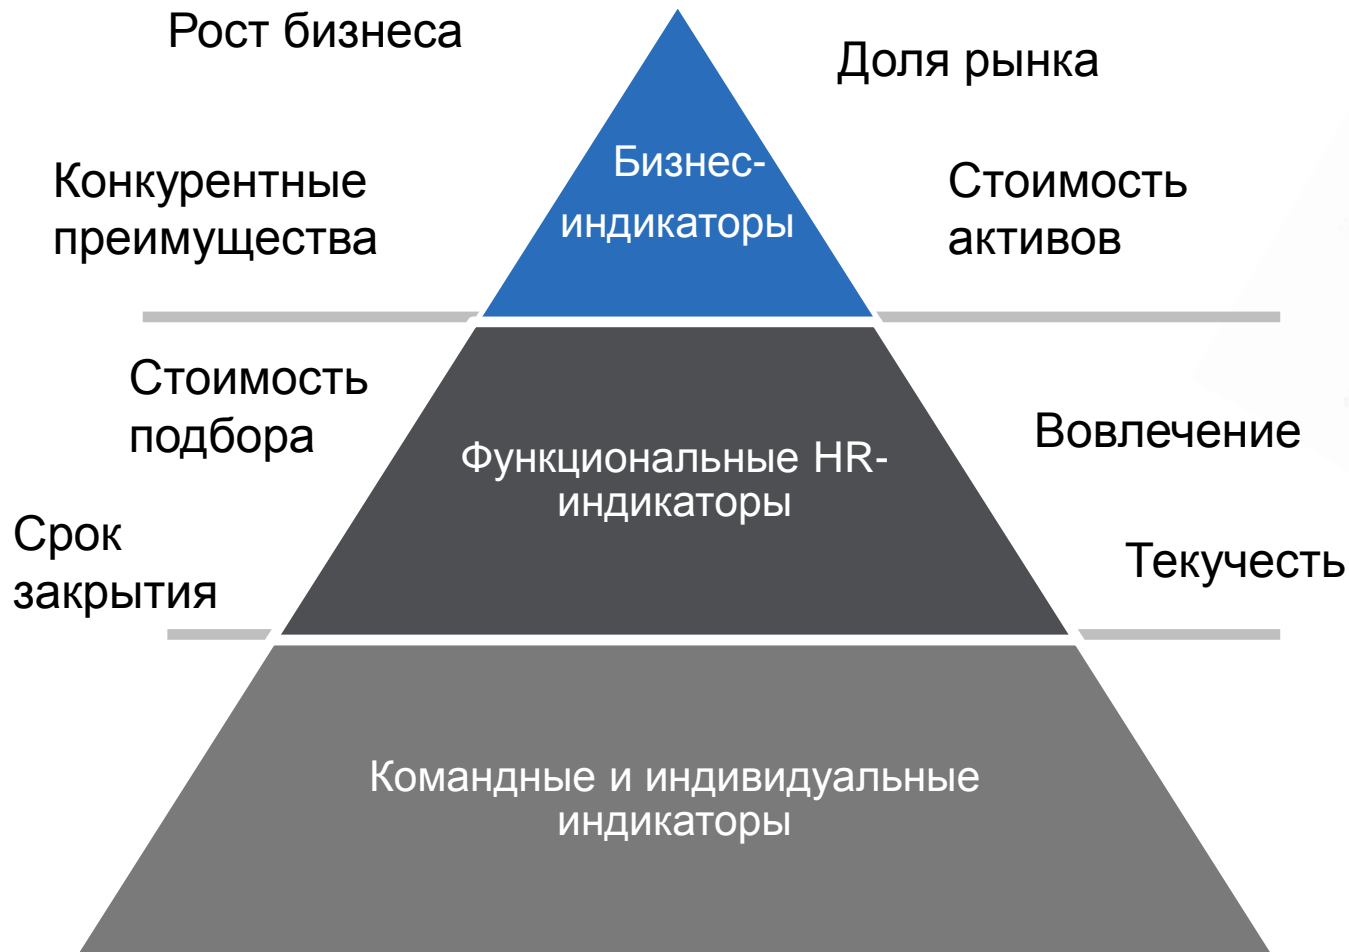 Рост бизнеса
Доля рынка
Бизнес-
индикаторы
Конкурентные
преимущества
Стоимость
активов
Стоимость
подбора
Функциональные HR-
индикаторы
Вовлечение
Срок
закрытия
Текучесть
Командные и индивидуальные
индикаторы